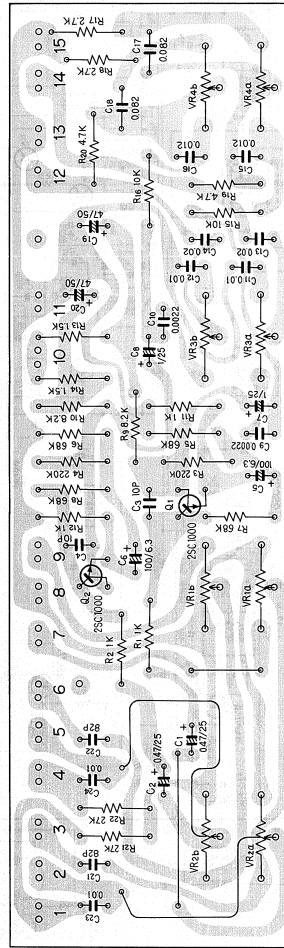 R17 2.7K
C17
0.082
15
R18 2.7K
VR4b
VR4a
14
C18
0.082
13
R20 4.7K
C16
0.012
C15
0.012
12
R16 10K
R19 4.7K
R15 10K
47/50
C19
C14 0.02
C13 0.02
C12 0.01
C11 0.01
47/50
C20
11
R13 1.5K
C10
0.0022
10
C8
1/25
VR3b
VR3a
R14 1.5K
R10 8.2K
R9 8.2K
R11 1K
1/25
C7
R6 68K
R5 68K
C9 0.00022
R4 220K
R3 220K
100/6.3
C5
R8 68K
C3 10P
Q1
R12 1K
2SC1000
R7 68K
C4
10P
9
C6
100/6.3
Q2
2SC1000
8
VR1b
VR1a
R2 1K
R1 1K
7
6
5
82P
C22
0.47/25
C1
4
0.01
C24
C2
0.47/25
R22 27K
3
R21 27K
VR2b
VR2a
2
82P
C21
1
0.01
C23